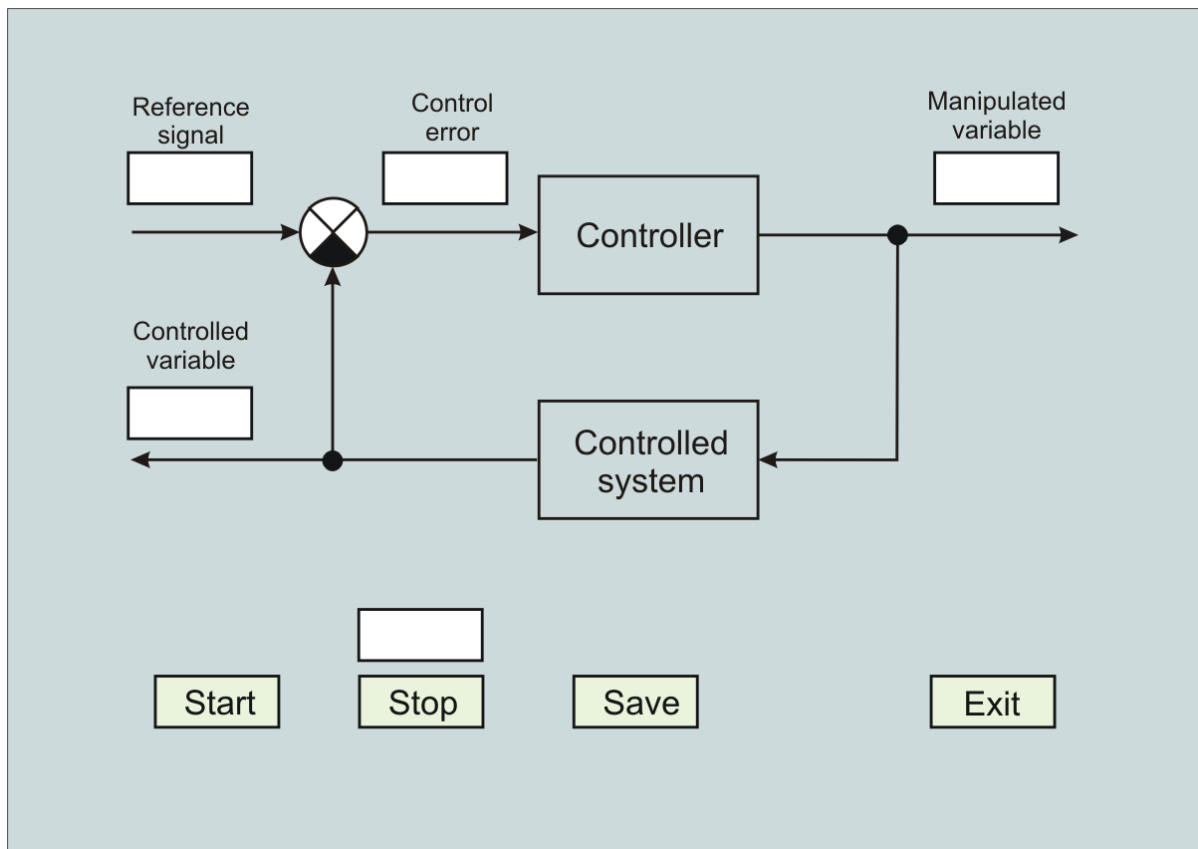 Reference
signal
Control
error
Manipulated
variable
Controller
Controlled
variable
Controlled
system
Start
Stop
Save
Exit